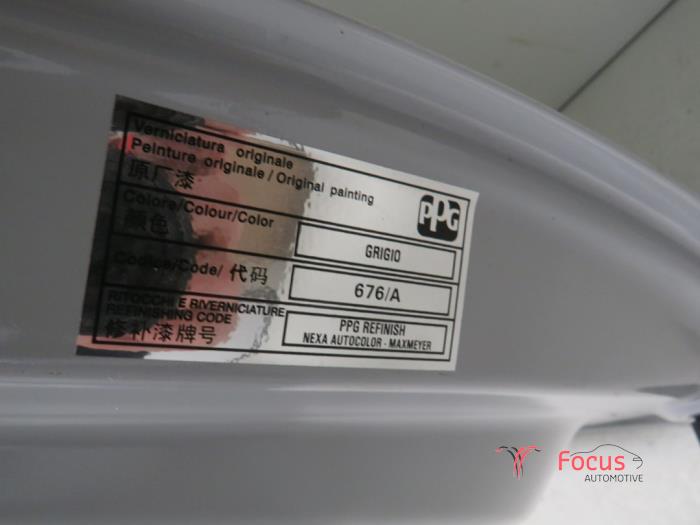 Verniciatura originale
Peinture originale / Original painting
原厂漆
PPG
Colore/Colour/Color
颜色
GRIGIO
Codice/Code/ 代码
676/A
RITOCCHI E RIVERNICIATURE
REFINISHING CODE
修补漆牌号
PPG REFINISH
NEXA AUTOCOLOR - MAXMEYER
Focus
AUTOMOTIVE